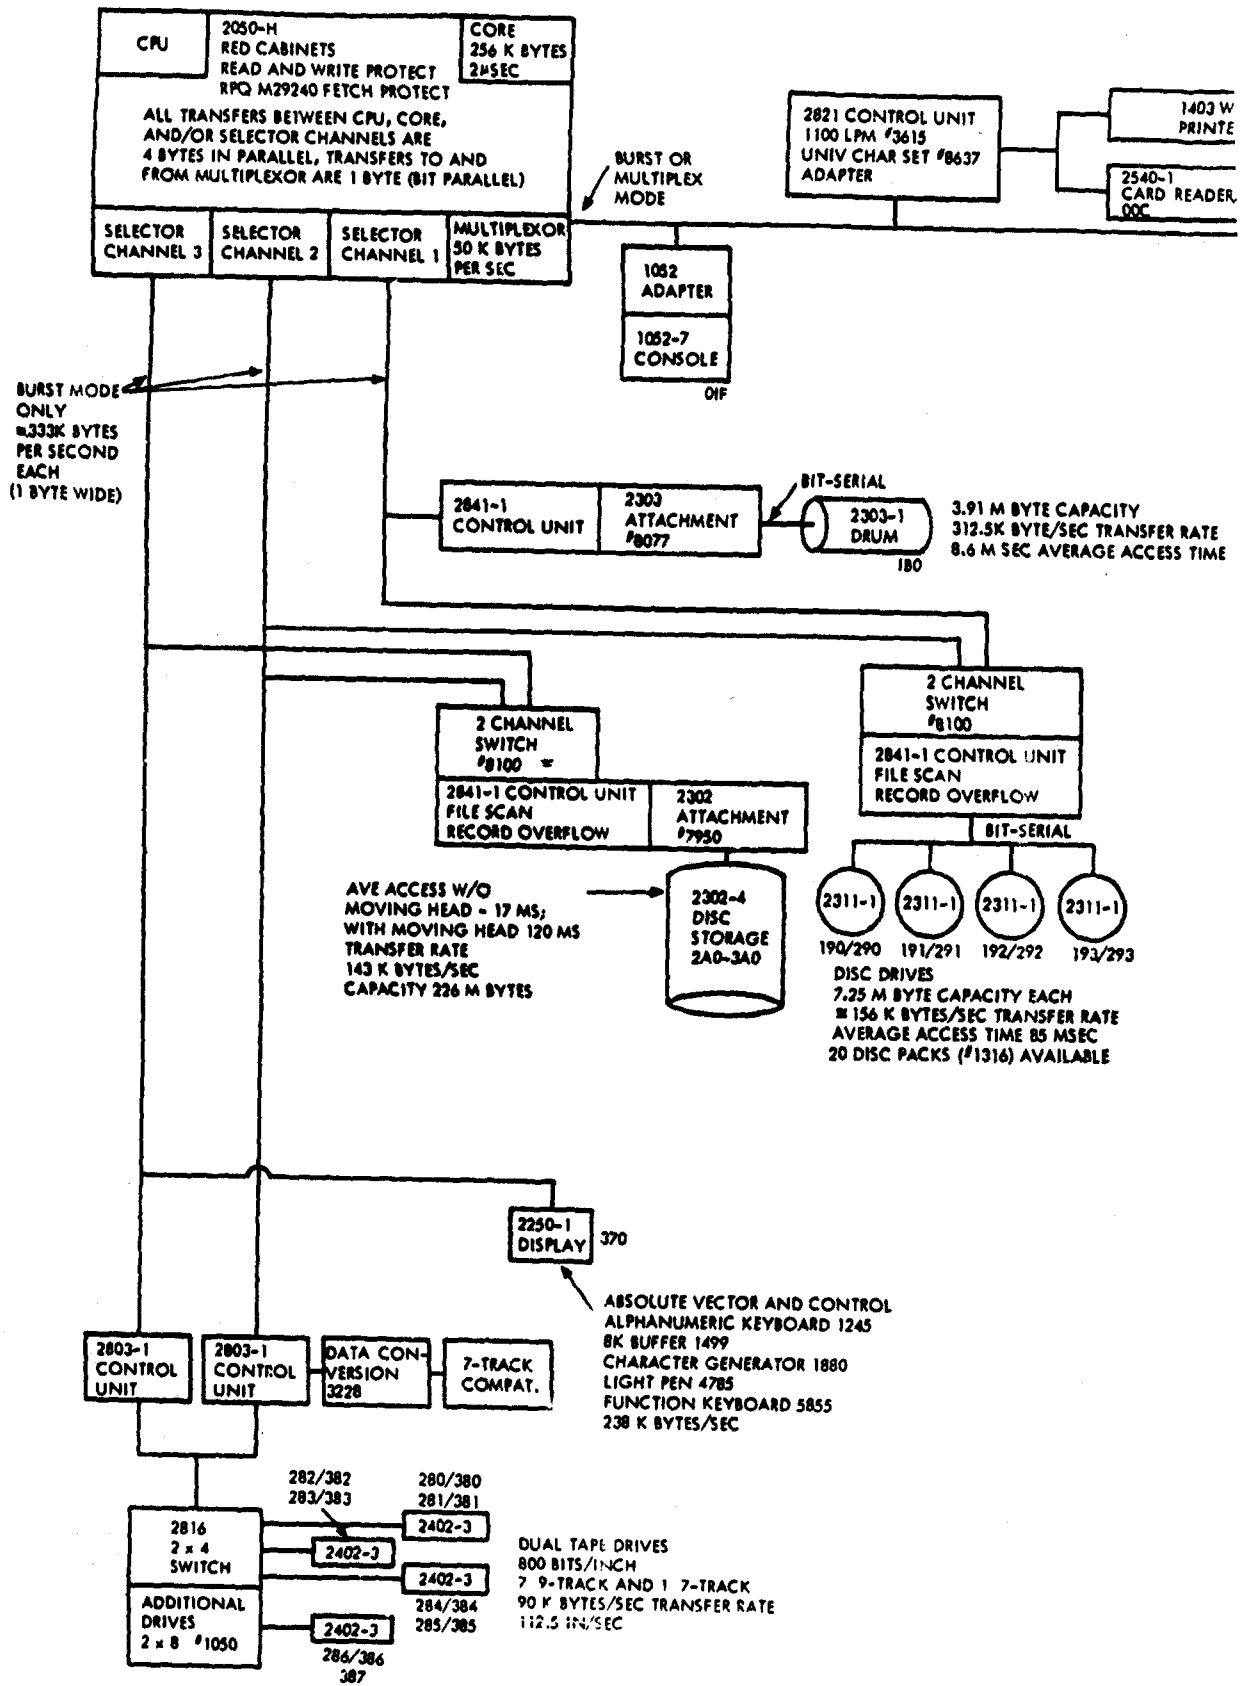 CPU
2050-H
RED CABINETS
READ AND WRITE PROTECT
RPQ M29240 FETCH PROTECT
CORE
256 K BYTES
2µSEC
ALL TRANSFERS BETWEEN CPU, CORE,
AND/OR SELECTOR CHANNELS ARE
4 BYTES IN PARALLEL, TRANSFERS TO AND
FROM MULTIPLEXOR ARE 1 BYTE (BIT PARALLEL)
SELECTOR
CHANNEL 3
SELECTOR
CHANNEL 2
SELECTOR
CHANNEL 1
MULTIPLEXOR
50 K BYTES
PER SEC
BURST OR
MULTIPLEX
MODE
2821 CONTROL UNIT
1100 LPM #3615
UNIV CHAR SET #8637
ADAPTER
1403 W
PRINTE
2540-1
CARD READER
00C
1052
ADAPTER
1052-7
CONSOLE
01F
BURST MODE
ONLY
≈333K BYTES
PER SECOND
EACH
(1 BYTE WIDE)
2841-1
CONTROL UNIT
2303
ATTACHMENT
#8077
BIT-SERIAL
2303-1
DRUM
1B0
3.91 M BYTE CAPACITY
312.5K BYTE/SEC TRANSFER RATE
8.6 M SEC AVERAGE ACCESS TIME
2 CHANNEL
SWITCH
#8100
2841-1 CONTROL UNIT
FILE SCAN
RECORD OVERFLOW
2302
ATTACHMENT
#7950
2 CHANNEL
SWITCH
#8100
2841-1 CONTROL UNIT
FILE SCAN
RECORD OVERFLOW
BIT-SERIAL
AVE ACCESS W/O
MOVING HEAD - 17 MS;
WITH MOVING HEAD 120 MS
TRANSFER RATE
143 K BYTES/SEC
CAPACITY 226 M BYTES
2302-4
DISC
STORAGE
2A0-3A0
2311-1
2311-1
2311-1
2311-1
190/290
191/291
192/292
193/293
DISC DRIVES
7.25 M BYTE CAPACITY EACH
≈ 156 K BYTES/SEC TRANSFER RATE
AVERAGE ACCESS TIME 85 MSEC
20 DISC PACKS (#1316) AVAILABLE
2250-1
DISPLAY
370
ABSOLUTE VECTOR AND CONTROL
ALPHANUMERIC KEYBOARD 1245
8K BUFFER 1499
CHARACTER GENERATOR 1880
LIGHT PEN 4785
FUNCTION KEYBOARD 5855
238 K BYTES/SEC
2803-1
CONTROL
UNIT
2803-1
CONTROL
UNIT
DATA CON-
VERSION
3228
7-TRACK
COMPAT.
282/382
283/383
280/380
281/381
2816
2 x 4
SWITCH
2402-3
2402-3
2402-3
284/384
285/385
ADDITIONAL
DRIVES
2 x 8 #1050
2402-3
286/386
387
DUAL TAPE DRIVES
800 BITS/INCH
7 9-TRACK AND 1 7-TRACK
90 K BYTES/SEC TRANSFER RATE
112.5 IN/SEC